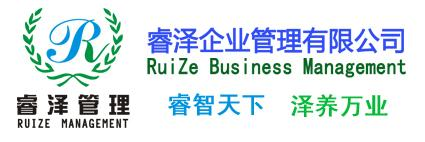 R
睿泽管理
RUIZE MANAGEMENT
睿泽企业管理有限公司
RuiZe Business Management
睿智天下 泽养万业